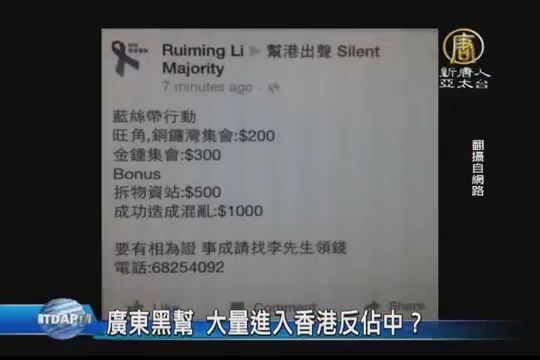 Ruiming Li ▶ 幫港出聲 Silent
Majority
7 minutes ago
藍絲帶行動
旺角,銅鑼灣集會:$200
金鍾集會:$300
Bonus
拆物資站:$500
成功造成混亂:$1000
要有相為證 事成請找李先生領錢
電話:68254092
Like
Comment
Share
新唐人
亞太台
翻攝自網路
NTDAPTV
廣東黑幫 大量進入香港反佔中？